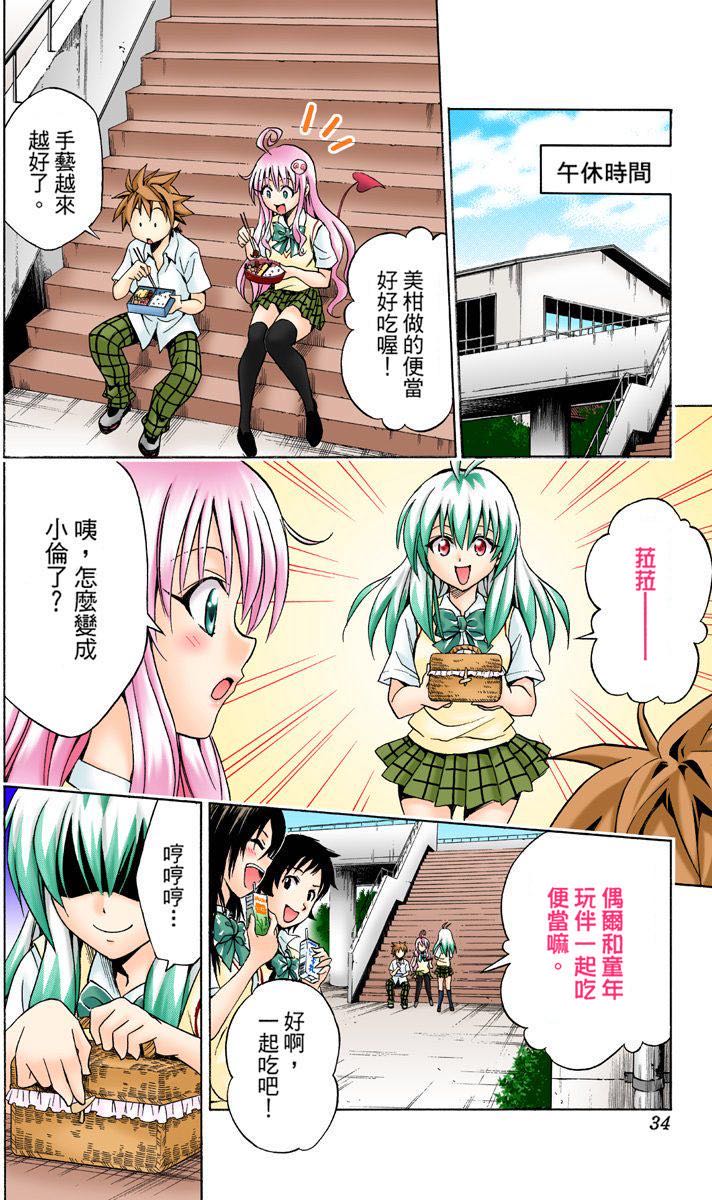 午休時間
美柑做的便當
好好吃喔！
手藝越來
越好了。
菈菈——
咦，怎麼變成
小倫了？
偶爾和童年
玩伴一起吃
便當嘛。
好啊，
一起吃吧！
哼哼哼…
34